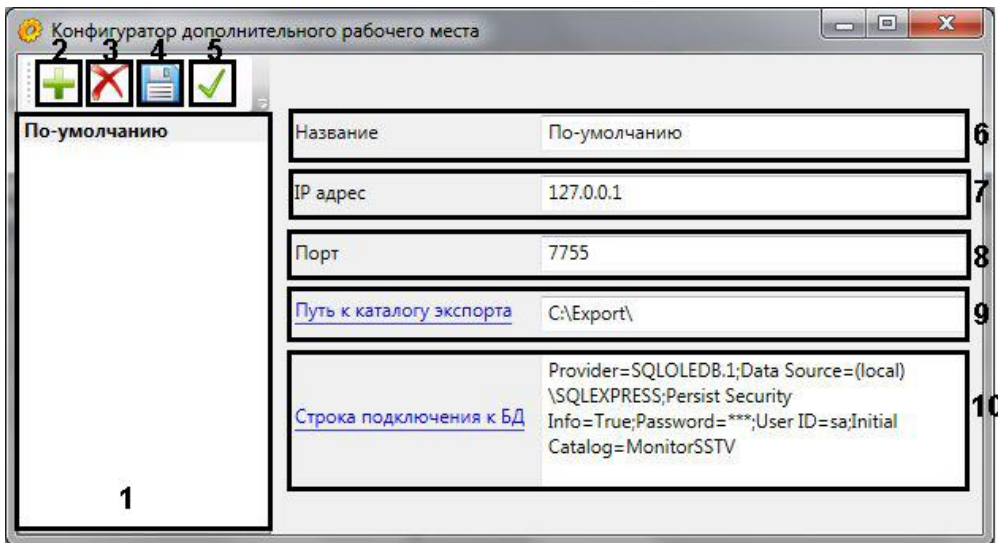 Конфигуратор дополнительного рабочего места
2 3 4 5
По-умолчанию
1
Название По-умолчанию 6
IP адрес 127.0.0.1 7
Порт 7755 8
Путь к каталогу экспорта C:\Export\ 9
Строка подключения к БД
Provider=SQLOLEDB.1;Data Source=(local)
\SQLEXPRESS;Persist Security
Info=True;Password=***;User ID=sa;Initial
Catalog=MonitorSSTV
10